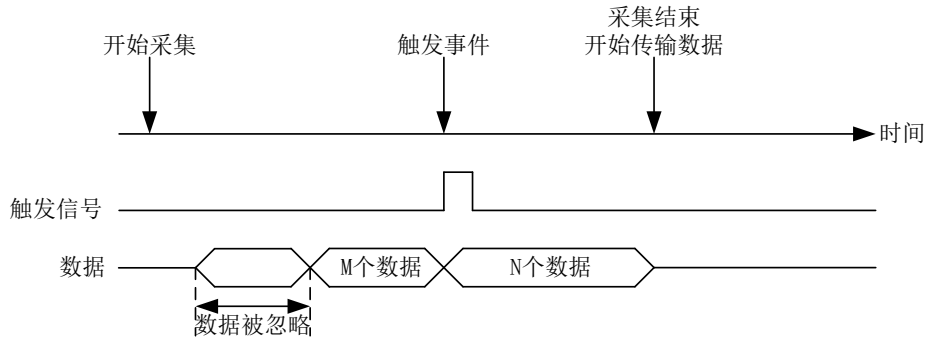 采集结束
开始采集
触发事件
开始传输数据
时间
触发信号
数据
M个数据
N个数据
数据被忽略